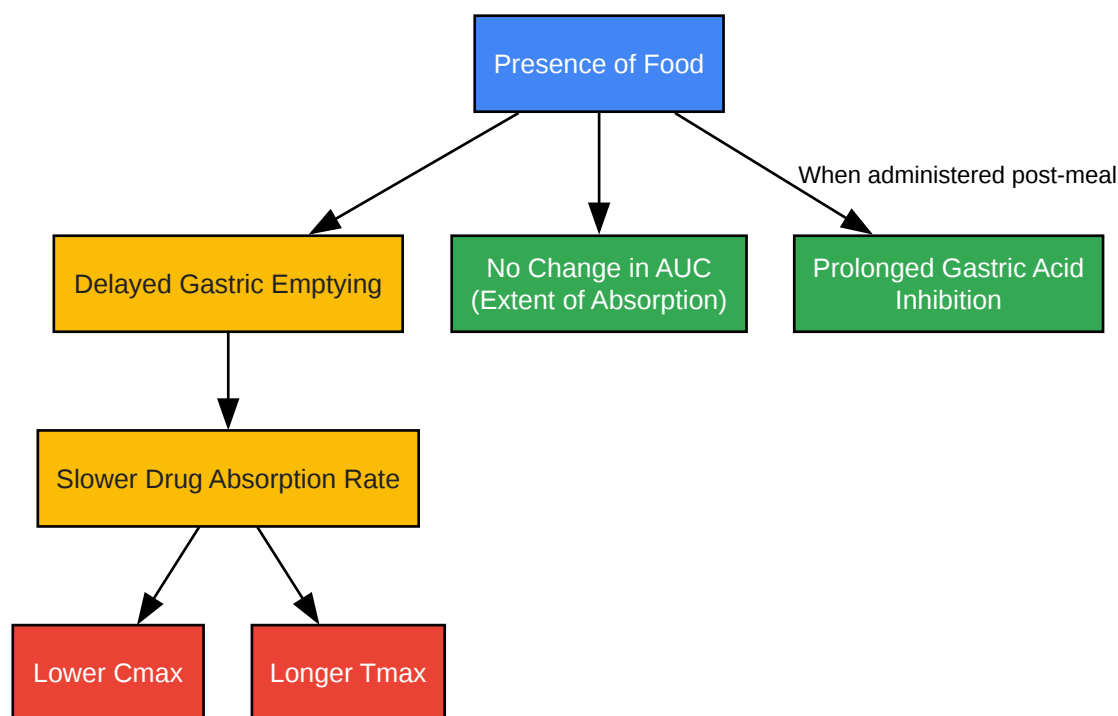 Presence of Food
When administered post-meal
Delayed Gastric Emptying
No Change in AUC
(Extent of Absorption)
Prolonged Gastric Acid
Inhibition
Slower Drug Absorption Rate
Lower Cmax
Longer Tmax